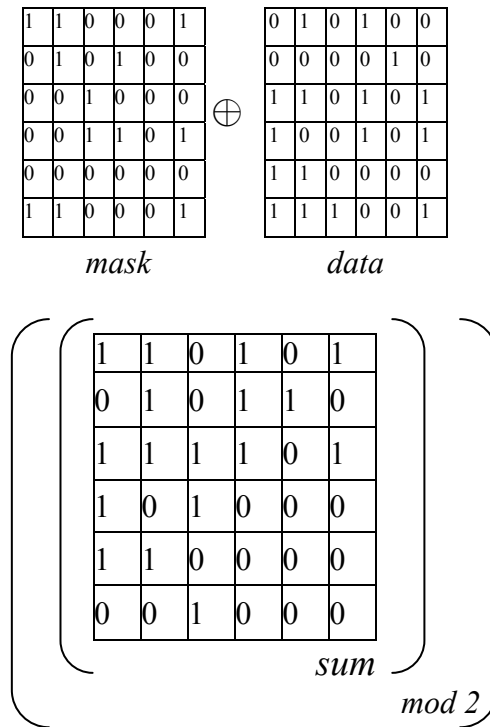 1 1 0 0 0 1 0 1 0 1 0 0
0 1 0 1 0 0 0 0 0 0 1 0
0 0 1 0 0 0 ⊕ 1 1 0 1 0 1
0 0 1 1 0 1 1 0 0 1 0 1
0 0 0 0 0 0 1 1 0 0 0 0
1 1 0 0 0 1 1 1 1 0 0 1
mask data
1 1 0 1 0 1
0 1 0 1 1 0
1 1 1 1 0 1
1 0 1 0 0 0
1 1 0 0 0 0
0 0 1 0 0 0
sum
mod 2